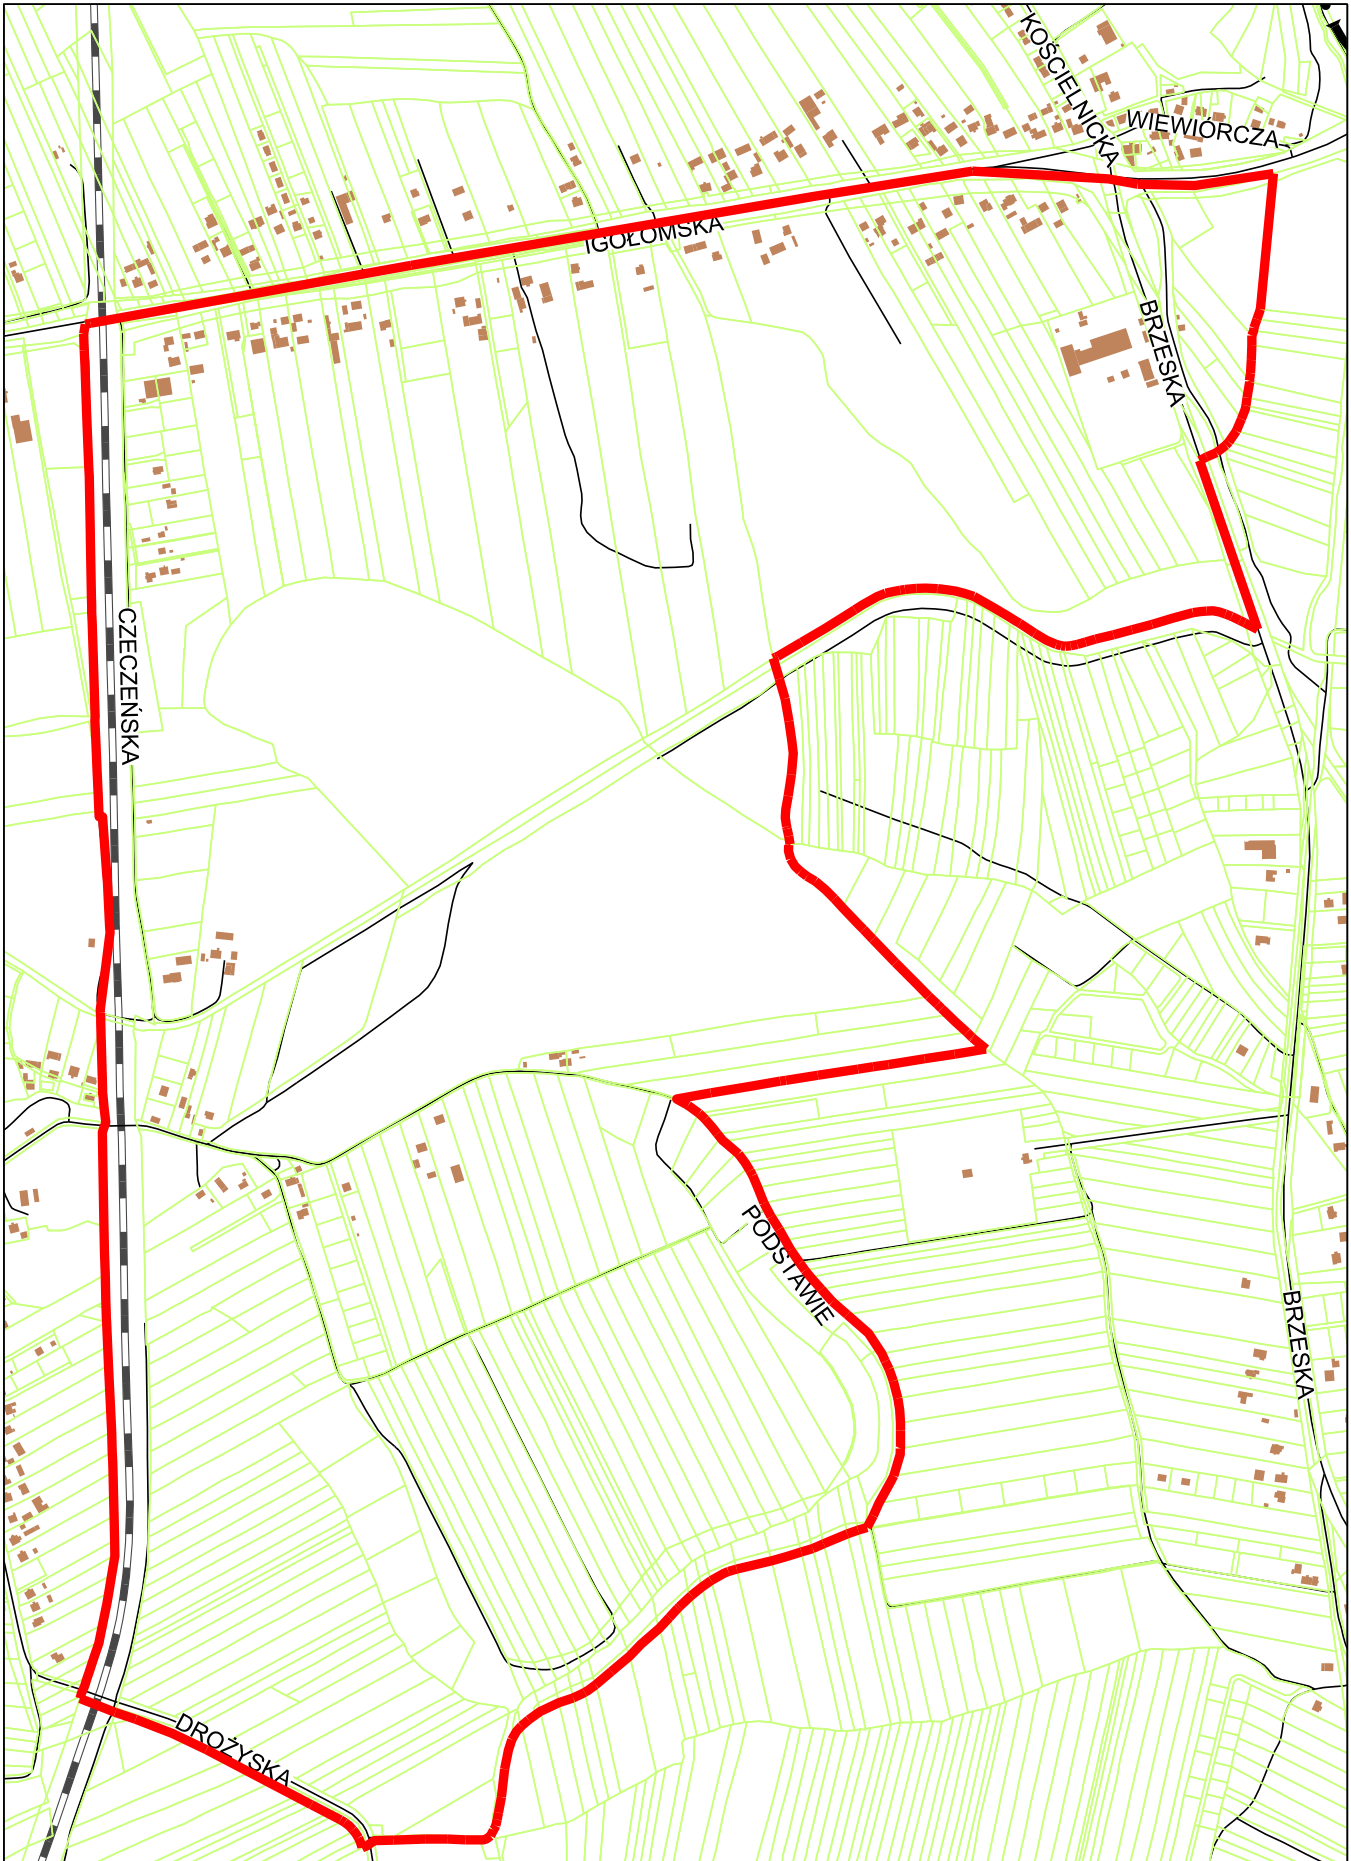 KOŚCIELNICKA
WIEWIÓRCZA
IGOŁOMSKA
BRZESKA
CZECZEŃSKA
PODSTAWIE
BRZESKA
DROŻYSKA